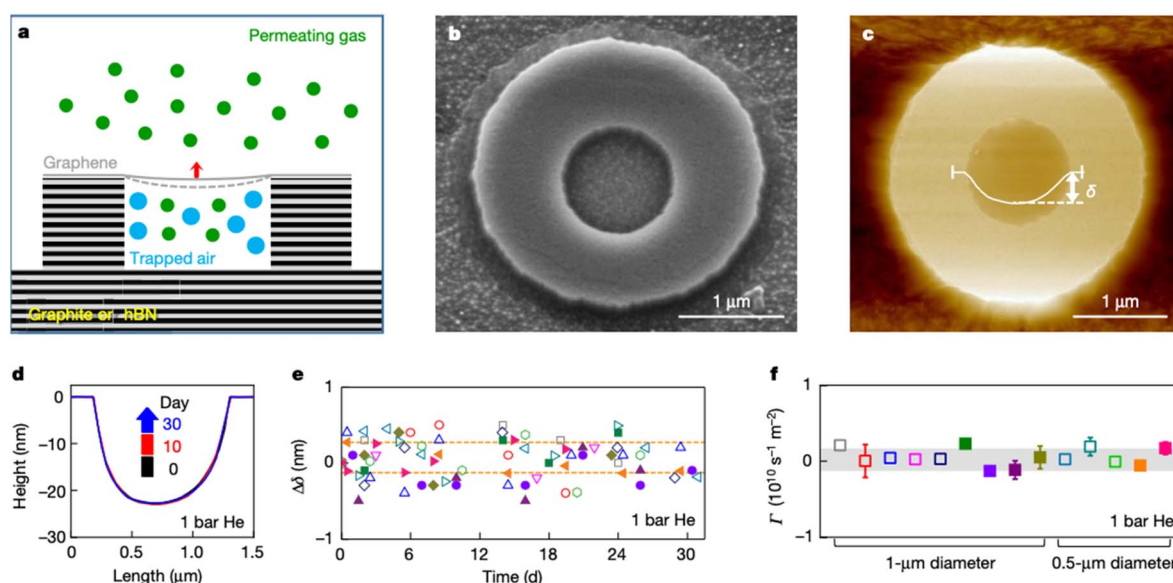 a
Permeating gas
Graphene
Trapped air
Graphite or hBN
b
1 μm
c
δ
1 μm
d
Height (nm)
0
−10
−20
−30
Day
30
10
0
1 bar He
0 0.5 1.0 1.5
Length (μm)
e
Δδ (nm)
1
0
−1
1 bar He
0 6 12 18 24 30
Time (d)
f
Γ (10¹⁰ s⁻¹ m⁻²)
1
0
−1
1 bar He
1-μm diameter
0.5-μm diameter